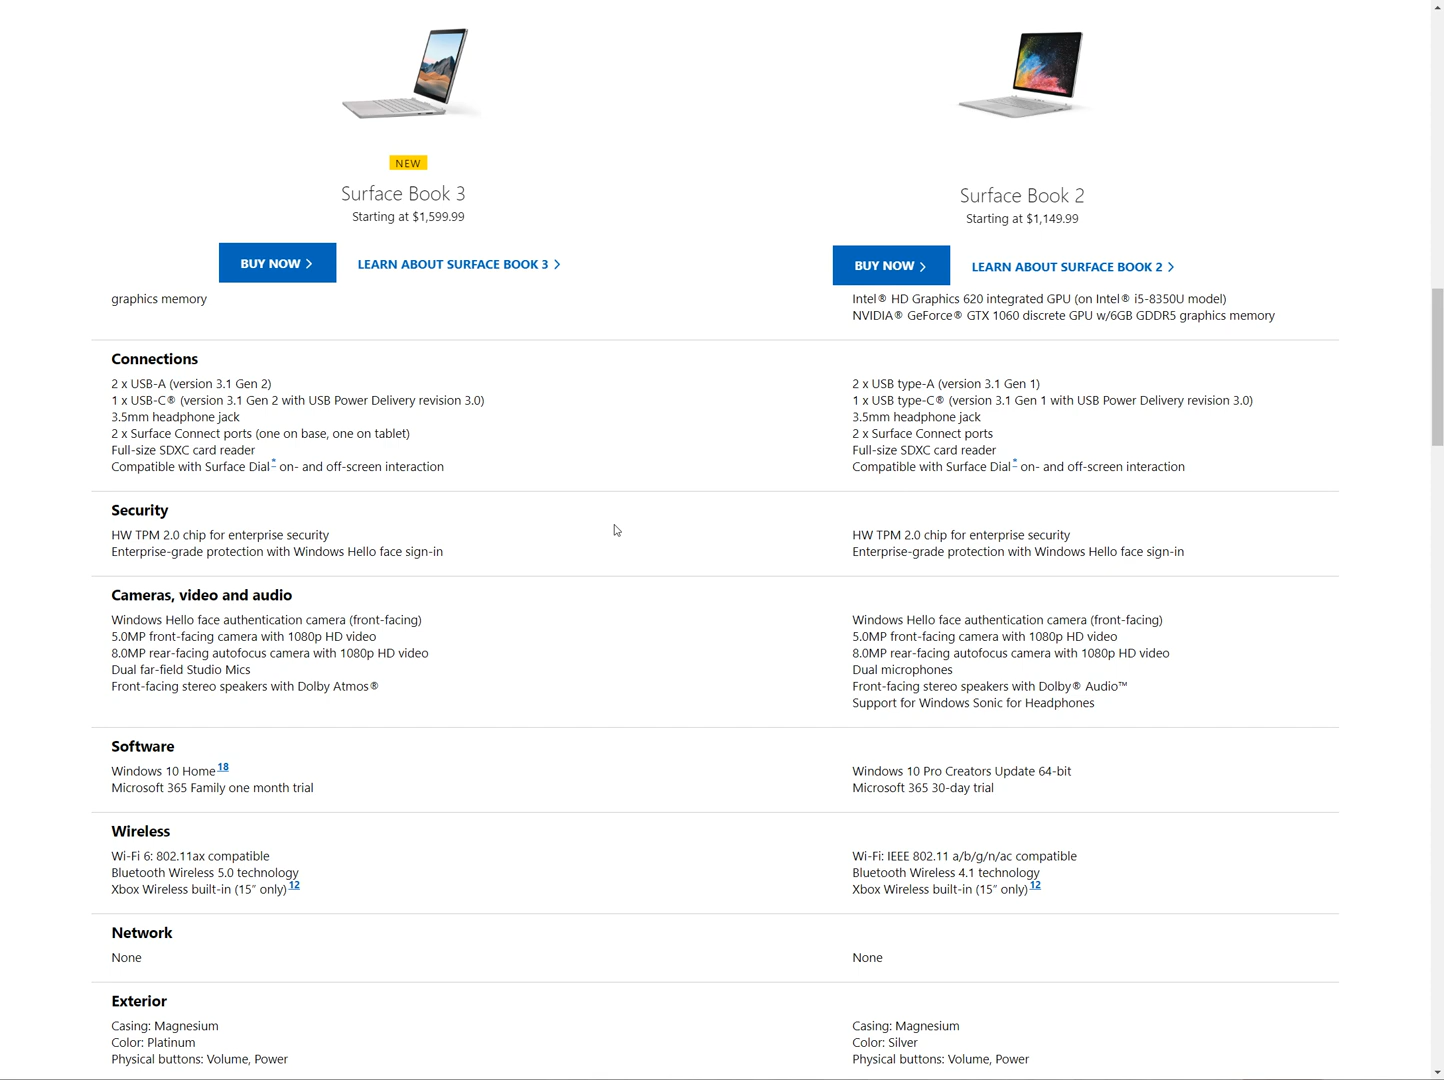 NEW
Surface Book 3
Starting at $1,599.99
BUY NOW
LEARN ABOUT SURFACE BOOK 3
Surface Book 2
Starting at $1,149.99
BUY NOW
LEARN ABOUT SURFACE BOOK 2
graphics memory
Intel® HD Graphics 620 integrated GPU (on Intel® i5-8350U model)
NVIDIA® GeForce® GTX 1060 discrete GPU w/6GB GDDR5 graphics memory
Connections
2 x USB-A (version 3.1 Gen 2)
1 x USB-C® (version 3.1 Gen 2 with USB Power Delivery revision 3.0)
3.5mm headphone jack
2 x Surface Connect ports (one on base, one on tablet)
Full-size SDXC card reader
Compatible with Surface Dial* on- and off-screen interaction
2 x USB type-A (version 3.1 Gen 1)
1 x USB type-C® (version 3.1 Gen 1 with USB Power Delivery revision 3.0)
3.5mm headphone jack
2 x Surface Connect ports
Full-size SDXC card reader
Compatible with Surface Dial* on- and off-screen interaction
Security
HW TPM 2.0 chip for enterprise security
Enterprise-grade protection with Windows Hello face sign-in
HW TPM 2.0 chip for enterprise security
Enterprise-grade protection with Windows Hello face sign-in
Cameras, video and audio
Windows Hello face authentication camera (front-facing)
5.0MP front-facing camera with 1080p HD video
8.0MP rear-facing autofocus camera with 1080p HD video
Dual far-field Studio Mics
Front-facing stereo speakers with Dolby Atmos®
Windows Hello face authentication camera (front-facing)
5.0MP front-facing camera with 1080p HD video
8.0MP rear-facing autofocus camera with 1080p HD video
Dual microphones
Front-facing stereo speakers with Dolby® Audio™
Support for Windows Sonic for Headphones
Software
Windows 10 Home 18
Microsoft 365 Family one month trial
Windows 10 Pro Creators Update 64-bit
Microsoft 365 30-day trial
Wireless
Wi-Fi 6: 802.11ax compatible
Bluetooth Wireless 5.0 technology
Xbox Wireless built-in (15” only) 12
Wi-Fi: IEEE 802.11 a/b/g/n/ac compatible
Bluetooth Wireless 4.1 technology
Xbox Wireless built-in (15” only) 12
Network
None
None
Exterior
Casing: Magnesium
Color: Platinum
Physical buttons: Volume, Power
Casing: Magnesium
Color: Silver
Physical buttons: Volume, Power